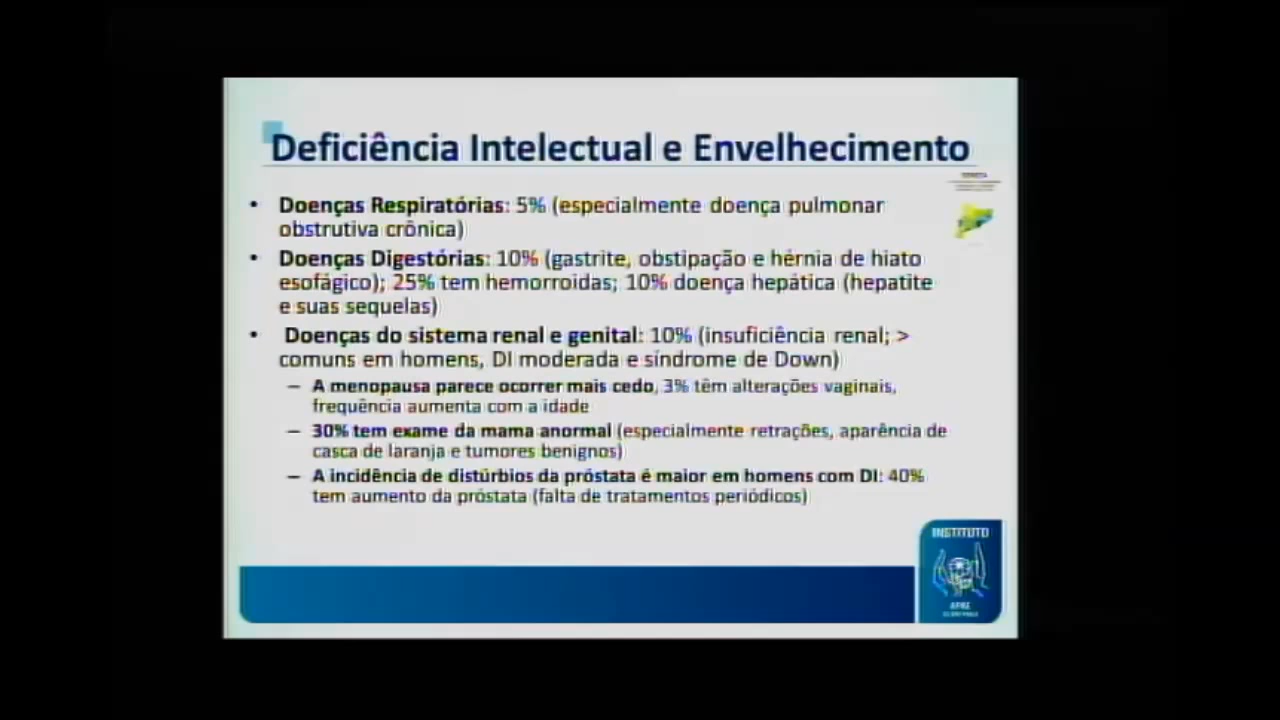 Deficiência Intelectual e Envelhecimento
• Doenças Respiratórias: 5% (especialmente doença pulmonar
obstrutiva crônica)
• Doenças Digestórias: 10% (gastrite, obstipação e hérnia de hiato
esofágico); 25% tem hemorroidas; 10% doença hepática (hepatite
e suas sequelas)
• Doenças do sistema renal e genital: 10% (insuficiência renal; >
comuns em homens, DI moderada e síndrome de Down)
– A menopausa parece ocorrer mais cedo, 3% têm alterações vaginais,
frequência aumenta com a idade
– 30% tem exame da mama anormal (especialmente retrações, aparência de
casca de laranja e tumores benignos)
– A incidência de distúrbios da próstata é maior em homens com DI: 40%
tem aumento da próstata (falta de tratamentos periódicos)
INSTITUTO
APAE
DE SÃO PAULO